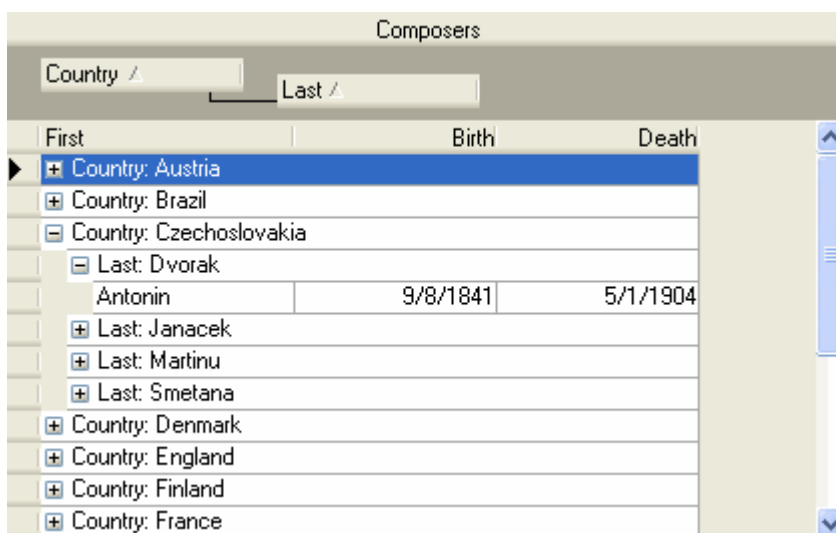 Composers
Country
Last
First Birth Death
Country: Austria
Country: Brazil
Country: Czechoslovakia
Last: Dvorak
Antonin 9/8/1841 5/1/1904
Last: Janacek
Last: Martinu
Last: Smetana
Country: Denmark
Country: England
Country: Finland
Country: France